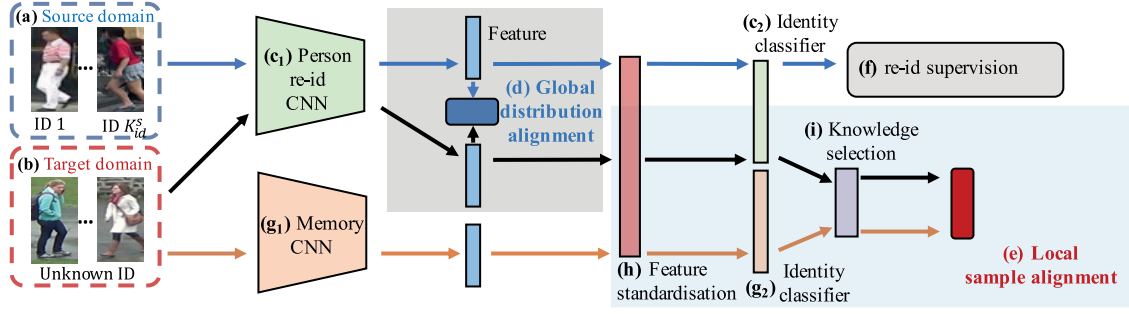 (a) Source domain
ID 1
ID K_id^s
...
(b) Target domain
...
Unknown ID
(c₁) Person
re-id
CNN
(g₁) Memory
CNN
Feature
(d) Global
distribution
alignment
(h) Feature
standardisation
(c₂) Identity
classifier
(f) re-id supervision
(i) Knowledge
selection
(g₂) Identity
classifier
(e) Local
sample alignment